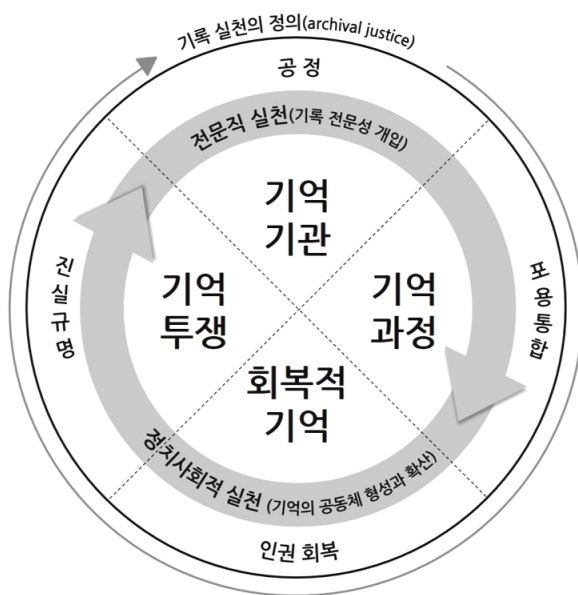 기록 실천의 정의(archival justice)
공정
전문직 실천(기록 전문성 개입)
기억
기관
진실규명
기억
투쟁
기억
과정
포용통합
회복적
기억
정치사회적 실천 (기억의 공동체 형성과 확산)
인권 회복